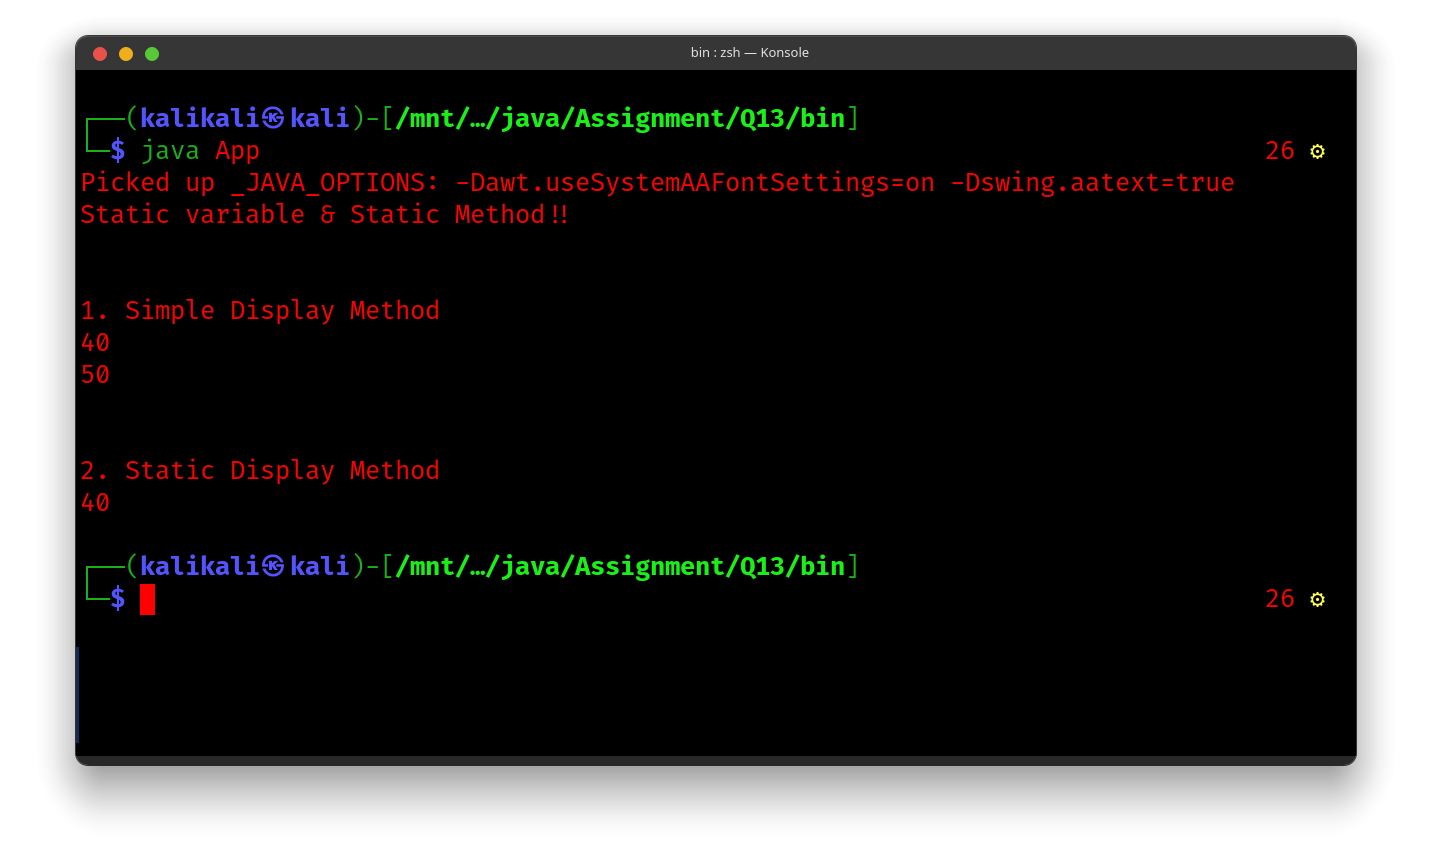 bin : zsh — Konsole
┌──(kalikali㉿kali)-[/mnt/…/java/Assignment/Q13/bin]
└─$ java App 26 ⚙
Picked up _JAVA_OPTIONS: -Dawt.useSystemAAFontSettings=on -Dswing.aatext=true
Static variable & Static Method!!
1. Simple Display Method
40
50
2. Static Display Method
40
┌──(kalikali㉿kali)-[/mnt/…/java/Assignment/Q13/bin]
└─$ 26 ⚙